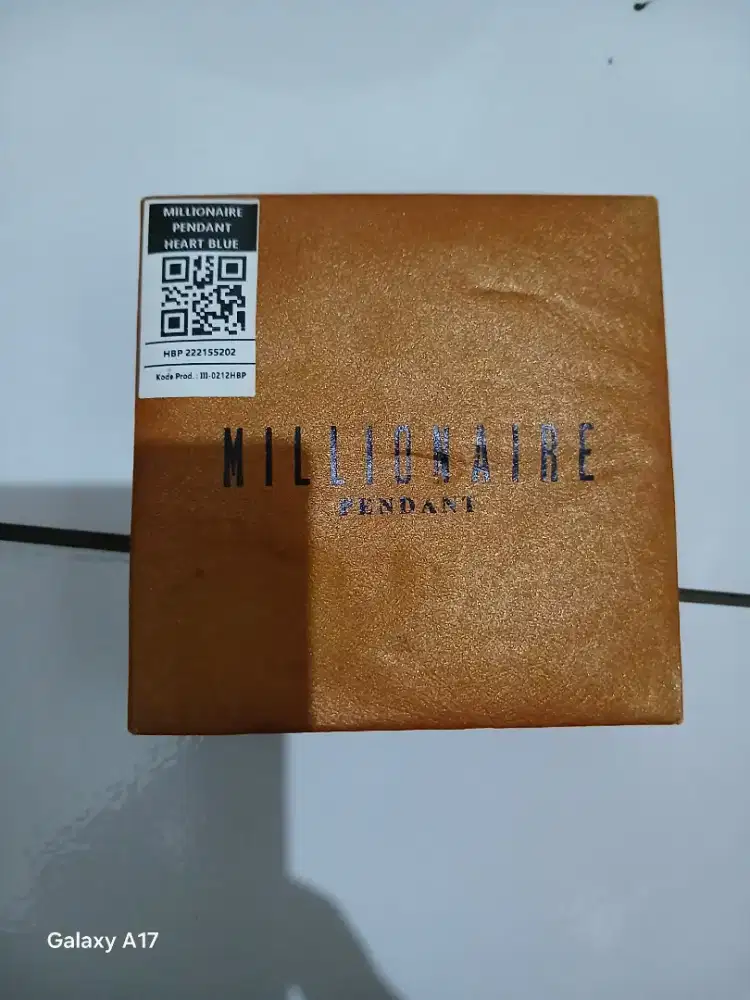 MILLIONAIRE
PENDANT
HEART BLUE
HBP 222155202
Kode Prod. : III-0212HBP
MILLIONAIRE
PENDANT
Galaxy A17